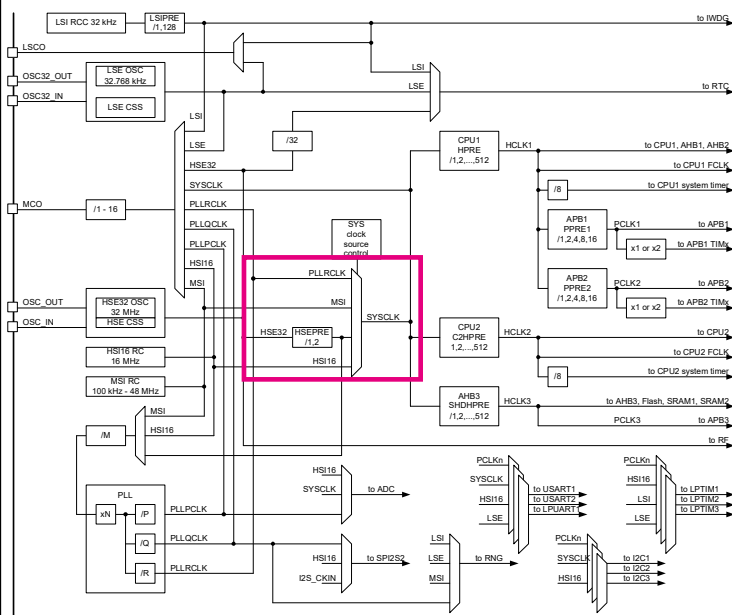 LSI RCC 32 kHz
LSIPRE
/1,128
to IWDG
LSCO
OSC32_OUT
OSC32_IN
LSE OSC
32.768 kHz
LSE CSS
LSI
LSE
to RTC
LSI
LSE
HSE32
SYSCLK
PLLRCLK
PLLQCLK
PLLPCLK
HSI16
MSI
/32
MCO
/1 - 16
SYS
clock
source
control
CPU1
HPRE
/1,2,...,512
HCLK1
to CPU1, AHB1, AHB2
to CPU1 FCLK
/8
to CPU1 system timer
APB1
PPRE1
/1,2,4,8,16
PCLK1
to APB1
x1 or x2
to APB1 TIMx
APB2
PPRE2
/1,2,4,8,16
PCLK2
to APB2
x1 or x2
to APB2 TIMx
PLLRCLK
MSI
HSE32
HSEPRE
/1,2
HSI16
SYSCLK
OSC_OUT
OSC_IN
HSE32 OSC
32 MHz
HSE CSS
HSI16 RC
16 MHz
MSI RC
100 kHz - 48 MHz
CPU2
C2HPRE
1,2,...,512
HCLK2
to CPU2
to CPU2 FCLK
/8
to CPU2 system timer
AHB3
SHDHPRE
/1,2,...,512
HCLK3
to AHB3, Flash, SRAM1, SRAM2
PCLK3
to APB3
to RF
MSI
HSI16
/M
PLL
xN
/P
PLLPCLK
/Q
PLLQCLK
/R
PLLRCLK
HSI16
SYSCLK
to ADC
HSI16
I2S_CKIN
to SPI2S2
LSI
LSE
MSI
to RNG
PCLKn
SYSCLK
HSI16
LSE
to USART1
to USART2
to LPUART1
PCLKn
HSI16
LSI
LSE
to LPTIM1
to LPTIM2
to LPTIM3
PCLKn
SYSCLK
HSI16
to I2C1
to I2C2
to I2C3